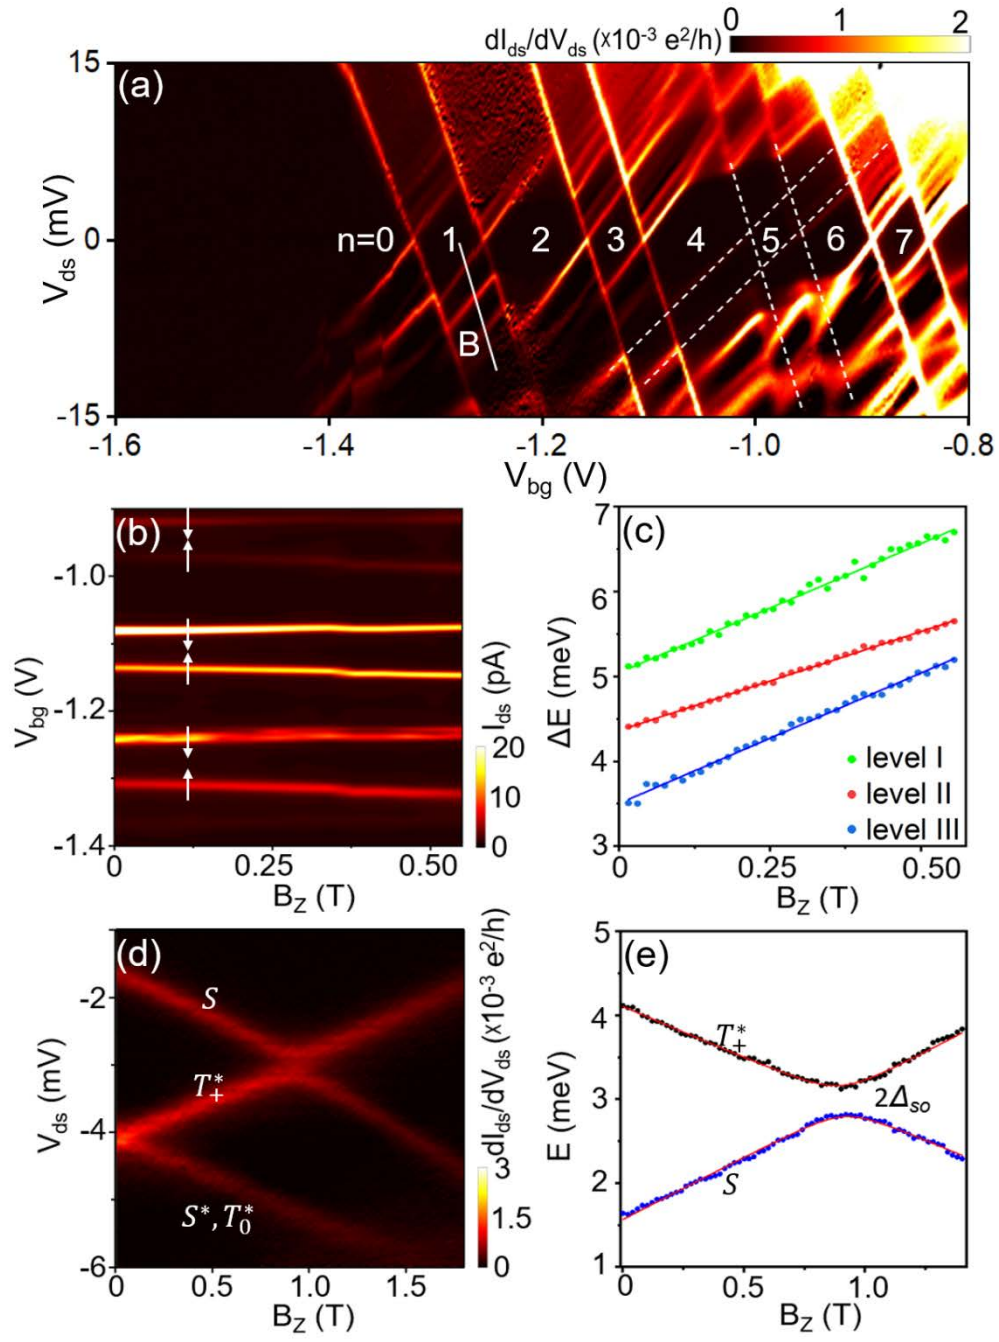 0 1 2
dI_ds/dV_ds (×10⁻³ e²/h)
(a)
15
0
-15
V_ds (mV)
n=0 1 2 3 4 5 6 7
B
-1.6 -1.4 -1.2 -1.0 -0.8
V_bg (V)
(b)
-1.0
-1.2
-1.4
V_bg (V)
I_ds (pA)
20
10
0
0 0.25 0.50
B_Z (T)
(c)
7
6
5
4
3
ΔE (meV)
level I
level II
level III
0 0.25 0.50
B_Z (T)
(d)
-2
-4
-6
V_ds (mV)
S
T₊*
S*, T₀*
dI_ds/dV_ds (×10⁻³ e²/h)
3
1.5
0
0 0.5 1.0 1.5
B_Z (T)
(e)
5
4
3
2
1
E (meV)
T₊*
2Δ_so
S
0 0.5 1.0
B_Z (T)